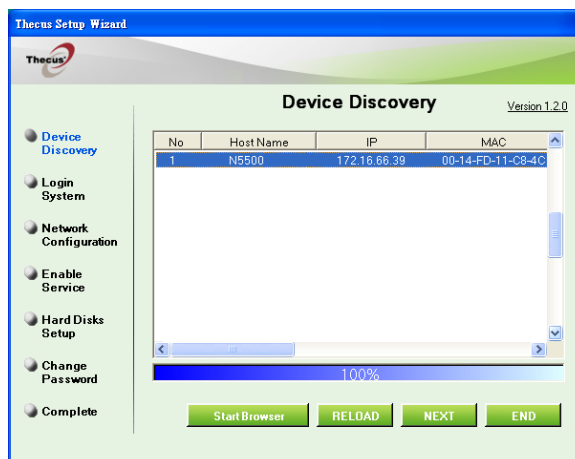 Thecus Setup Wizard
Thecus
Device Discovery
Version 1.2.0
Device
Discovery
Login
System
Network
Configuration
Enable
Service
Hard Disks
Setup
Change
Password
Complete
No Host Name IP MAC
1 N5500 172.16.66.39 00-14-FD-11-C8-4C
100%
Start Browser RELOAD NEXT END